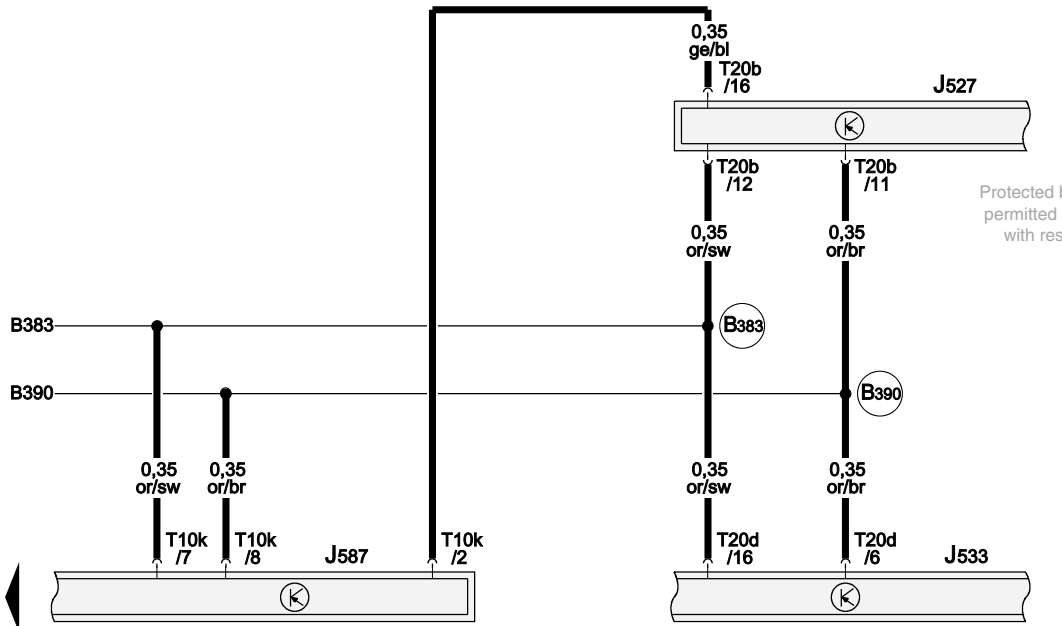 0,35
ge/bl
T20b
/16
J527
T20b
/12
T20b
/11
Protected
permitted
with res
0,35
or/sw
0,35
or/br
B383
B383
B390
B390
0,35
or/sw
0,35
or/br
0,35
or/sw
0,35
or/br
T10k
/7
T10k
/8
J587
T10k
/2
T20d
/16
T20d
/6
J533